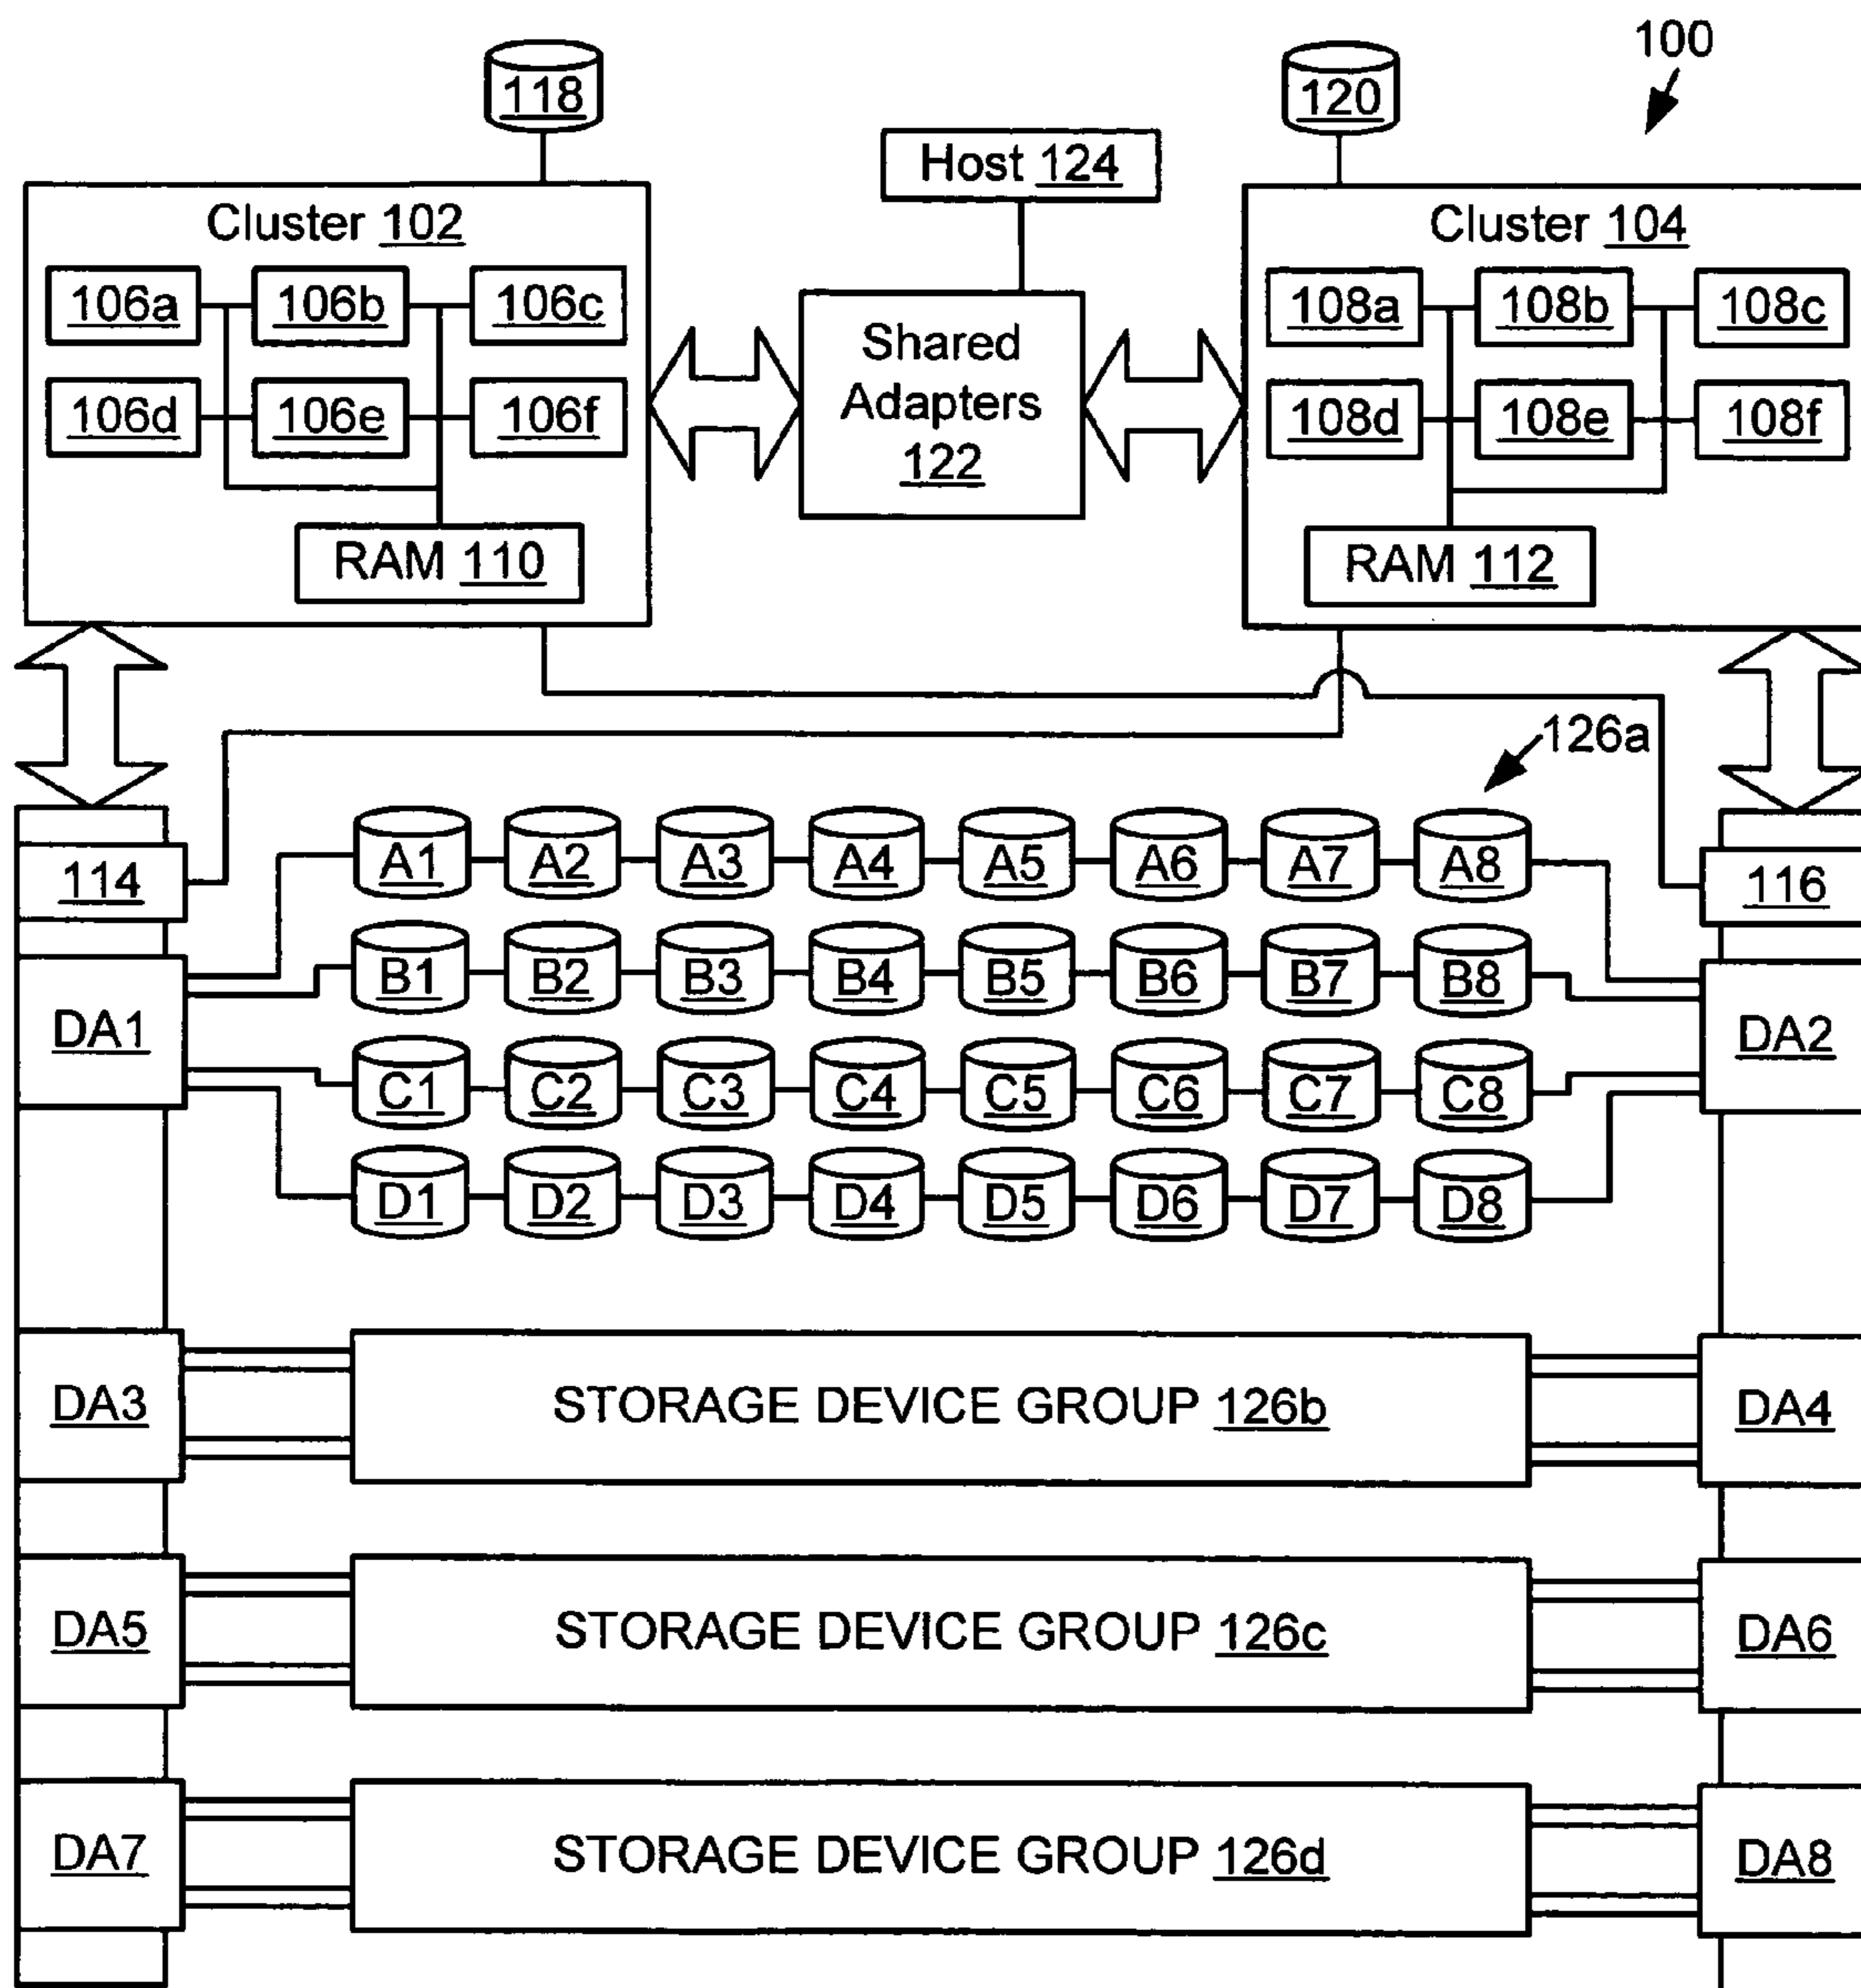 100
118
120
Host 124
Cluster 102
Cluster 104
106a 106b 106c
108a 108b 108c
Shared
Adapters
122
106d 106e 106f
108d 108e 108f
RAM 110
RAM 112
126a
114
A1 A2 A3 A4 A5 A6 A7 A8
116
B1 B2 B3 B4 B5 B6 B7 B8
DA1
DA2
C1 C2 C3 C4 C5 C6 C7 C8
D1 D2 D3 D4 D5 D6 D7 D8
DA3
STORAGE DEVICE GROUP 126b
DA4
DA5
STORAGE DEVICE GROUP 126c
DA6
DA7
STORAGE DEVICE GROUP 126d
DA8